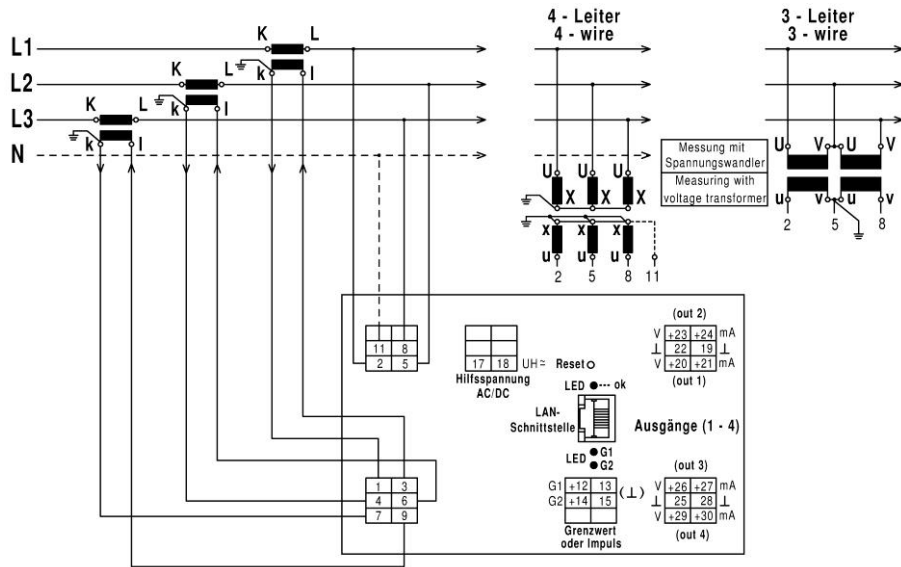 4 - Leiter
4 - wire
3 - Leiter
3 - wire
L1
K L
k l
L2
K L
k l
L3
K L
k l
N
U U U
X X X
x x x
u u u
2 5 8 11
Messung mit
Spannungswandler
Measuring with
voltage transformer
U V U V
u v u v
2 5 8
11 8
2 5
17 18 UH ≂
Hilfsspannung
AC/DC
Reset
LED --- ok
LAN-
Schnittstelle
LED G1
G2
(out 2)
V +23 +24 mA
⊥ 22 19 ⊥
V +20 +21 mA
(out 1)
Ausgänge (1 - 4)
1 3
4 6
7 9
G1 +12 13 (⊥)
G2 +14 15
Grenzwert
oder Impuls
(out 3)
V +26 +27 mA
⊥ 25 28 ⊥
V +29 +30 mA
(out 4)